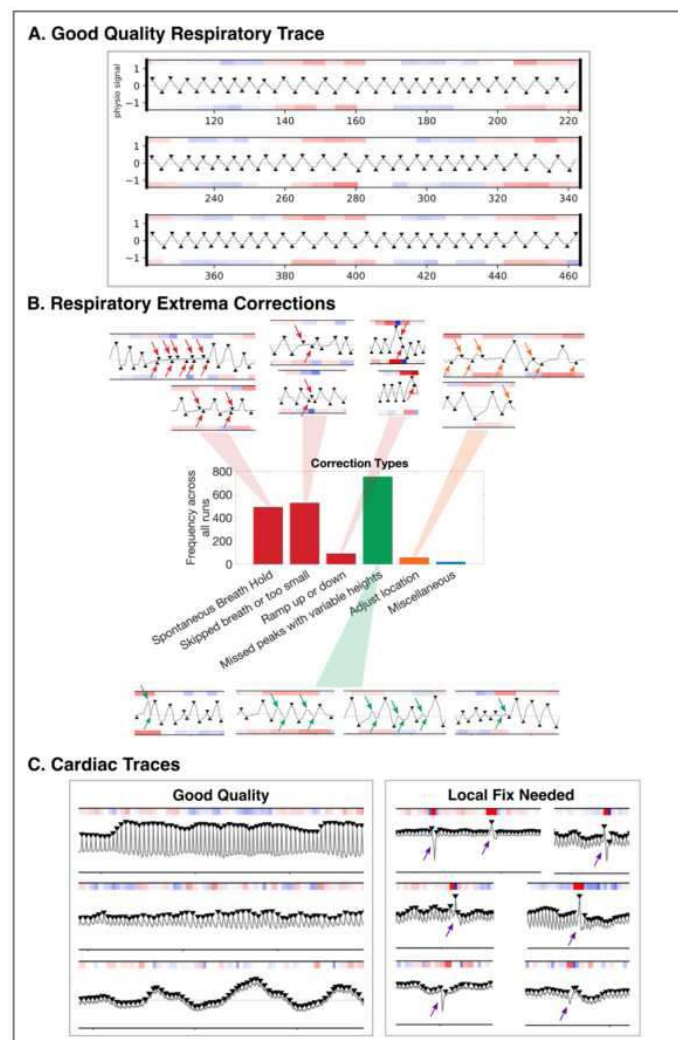 A. Good Quality Respiratory Trace
physio signal
1
0
−1
120 140 160 180 200 220
1
0
−1
240 260 280 300 320 340
1
0
−1
360 380 400 420 440 460
B. Respiratory Extrema Corrections
Correction Types
Frequency across
all runs
800
600
400
200
0
Spontaneous Breath Hold
Skipped breath or too small
Ramp up or down
Missed peaks with variable heights
Adjust location
Miscellaneous
C. Cardiac Traces
Good Quality
Local Fix Needed